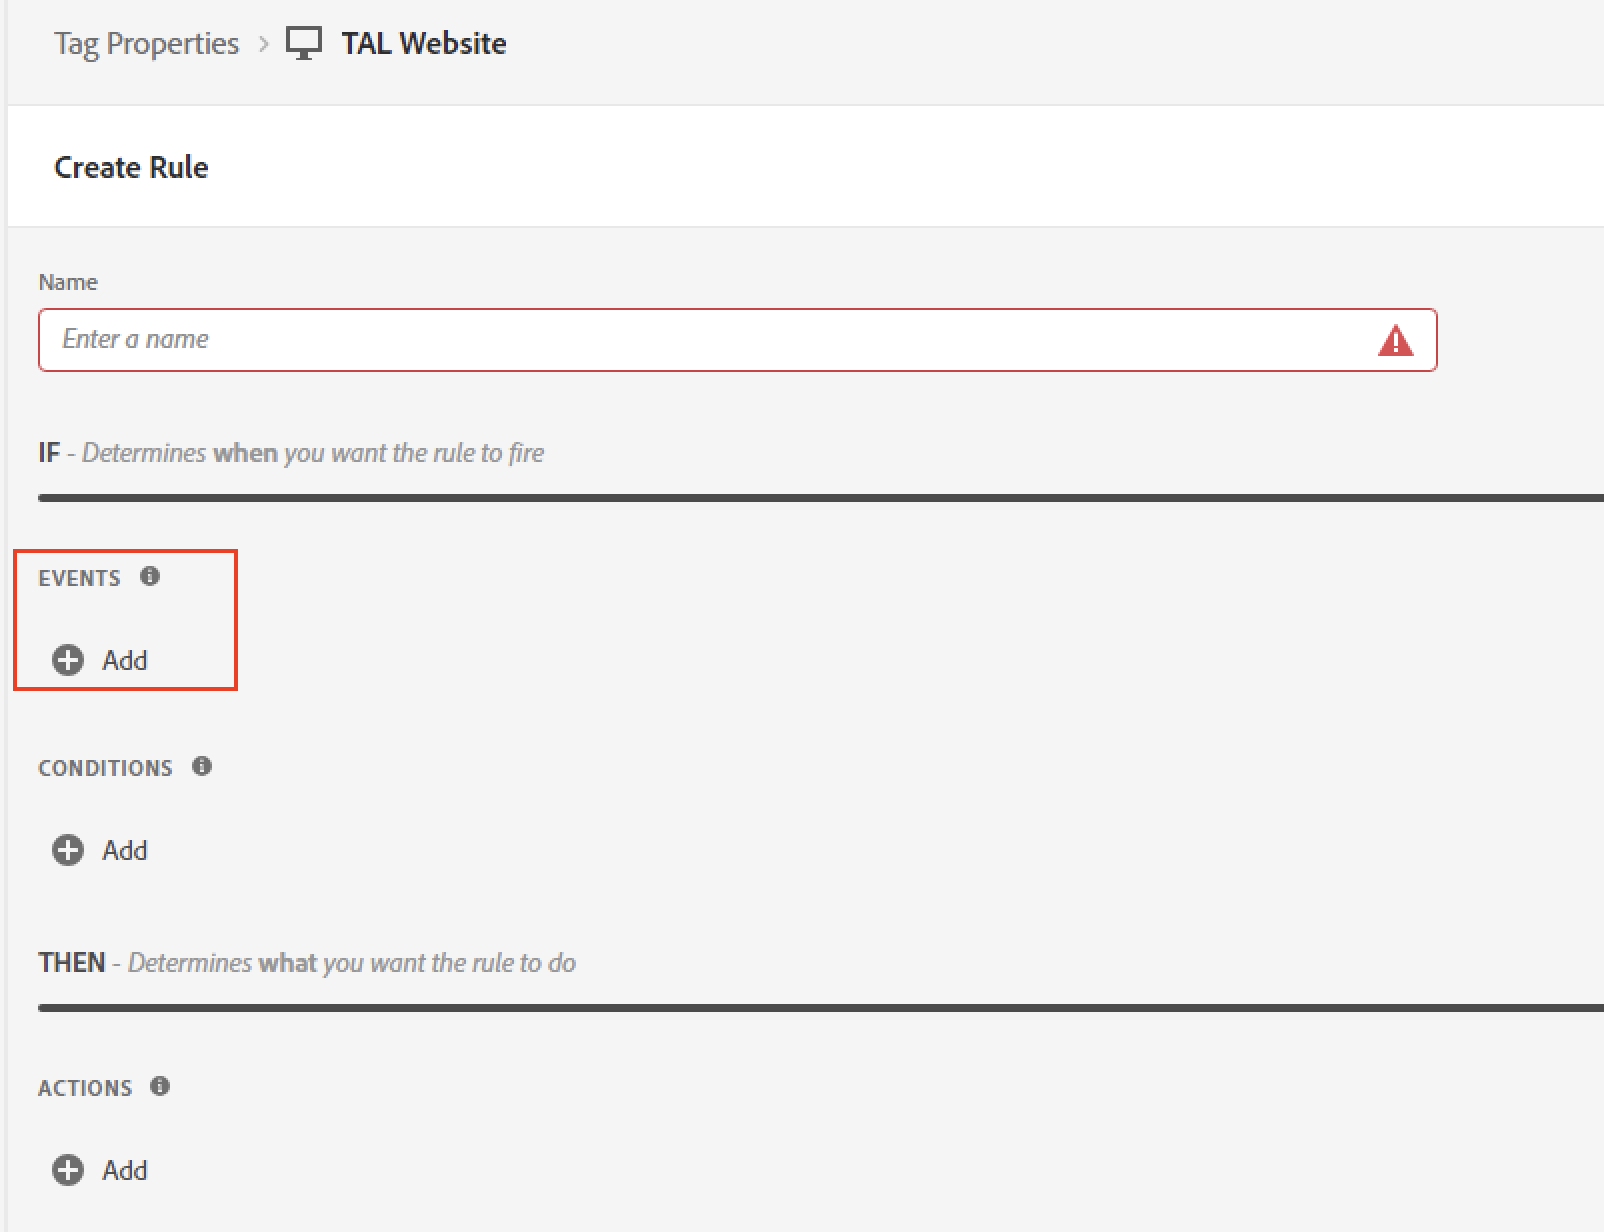 Tag Properties > TAL Website
Create Rule
Name
Enter a name
IF - Determines when you want the rule to fire
EVENTS
Add
CONDITIONS
Add
THEN - Determines what you want the rule to do
ACTIONS
Add